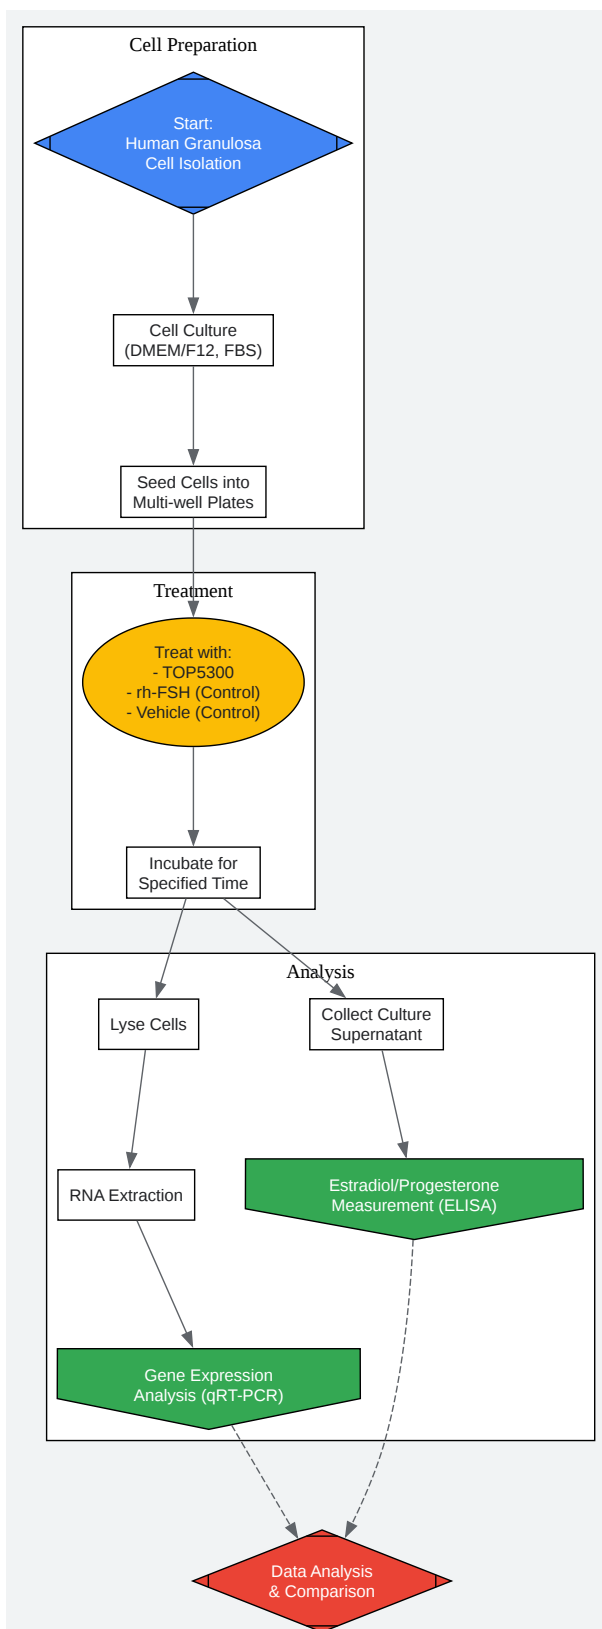 Cell Preparation
Start:
Human Granulosa
Cell Isolation
Cell Culture
(DMEM/F12, FBS)
Seed Cells into
Multi-well Plates
Treatment
Treat with:
- TOP5300
- rh-FSH (Control)
- Vehicle (Control)
Incubate for
Specified Time
Analysis
Lyse Cells
Collect Culture
Supernatant
RNA Extraction
Estradiol/Progesterone
Measurement (ELISA)
Gene Expression
Analysis (qRT-PCR)
Data Analysis
& Comparison